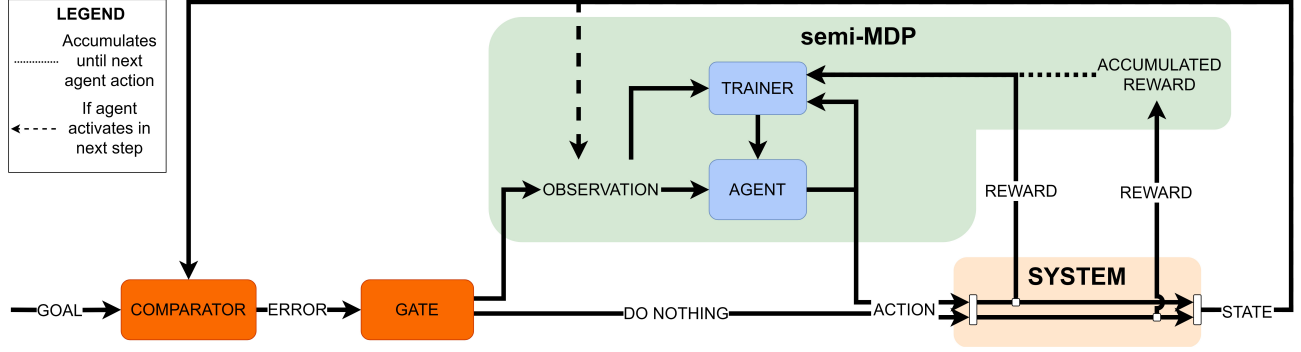 LEGEND
Accumulates
until next
agent action
If agent
activates in
next step
semi-MDP
TRAINER
ACCUMULATED
REWARD
OBSERVATION
AGENT
REWARD
REWARD
SYSTEM
GOAL
COMPARATOR
ERROR
GATE
DO NOTHING
ACTION
STATE